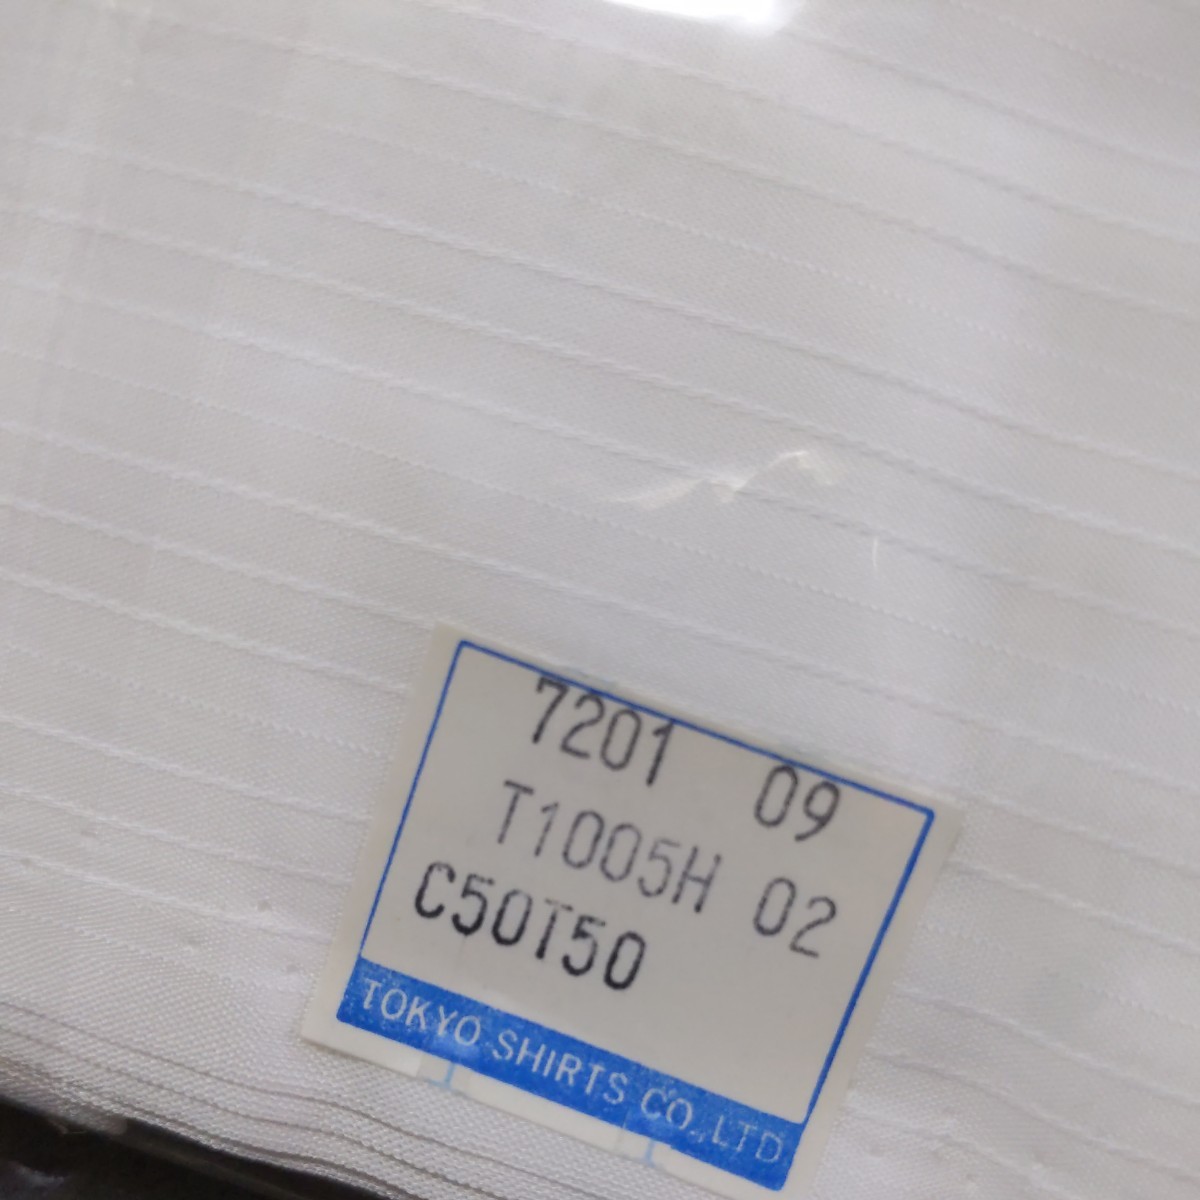 7201 09
T1005H 02
C50T50
TOKYO SHIRTS CO.,LTD